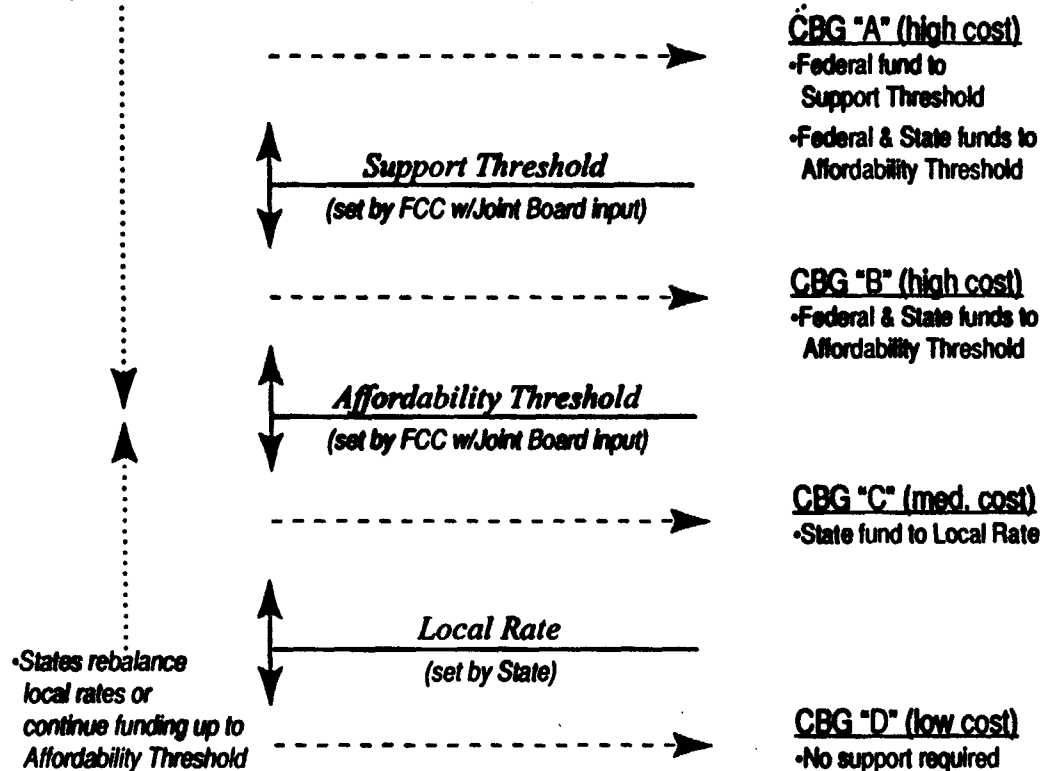 CBG "A" (high cost)
•Federal fund to
Support Threshold
•Federal & State funds to
Affordability Threshold
Support Threshold
(set by FCC w/Joint Board input)
CBG "B" (high cost)
•Federal & State funds to
Affordability Threshold
Affordability Threshold
(set by FCC w/Joint Board input)
CBG "C" (med. cost)
•State fund to Local Rate
Local Rate
(set by State)
•States rebalance
local rates or
continue funding up to
Affordability Threshold
CBG "D" (low cost)
•No support required